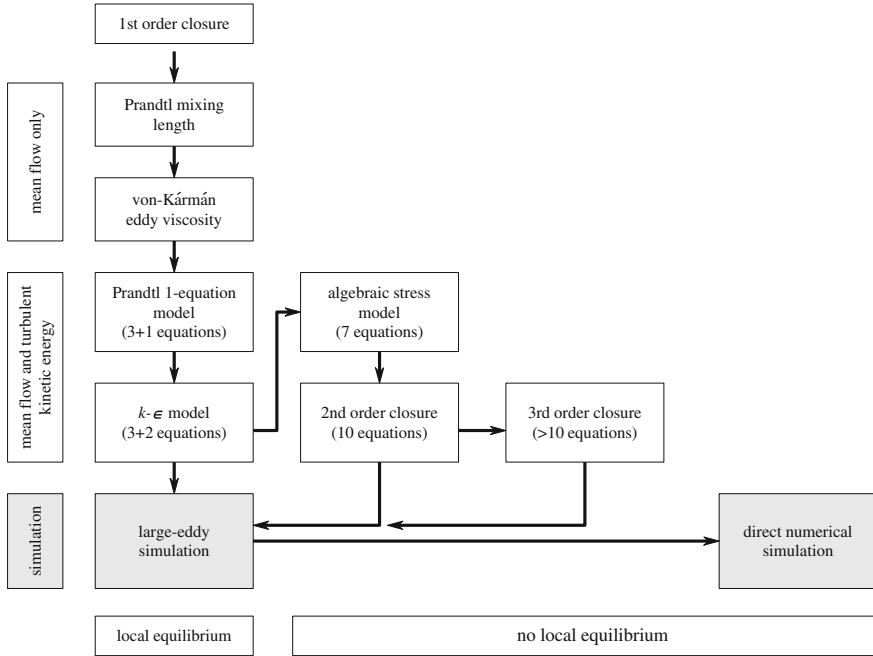 1st order closure
mean flow only
Prandtl mixing
length
von-Kármán
eddy viscosity
mean flow and turbulent
kinetic energy
Prandtl 1-equation
model
(3+1 equations)
algebraic stress
model
(7 equations)
k-ϵ model
(3+2 equations)
2nd order closure
(10 equations)
3rd order closure
(>10 equations)
simulation
large-eddy
simulation
direct numerical
simulation
local equilibrium
no local equilibrium